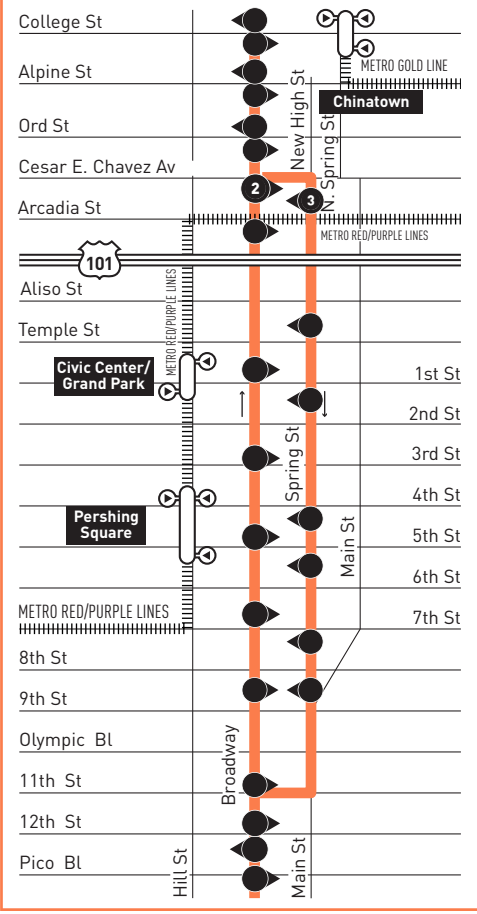 College St
METRO GOLD LINE
Alpine St
Chinatown
Ord St
New High St
N. Spring St
Cesar E. Chavez Av
2
3
Arcadia St
METRO RED/PURPLE LINES
101
METRO RED/PURPLE LINES
Aliso St
Temple St
Civic Center/
Grand Park
1st St
2nd St
3rd St
Spring St
4th St
Pershing
Square
5th St
Main St
6th St
METRO RED/PURPLE LINES
7th St
8th St
9th St
Olympic Bl
Broadway
11th St
12th St
Pico Bl
Hill St
Main St